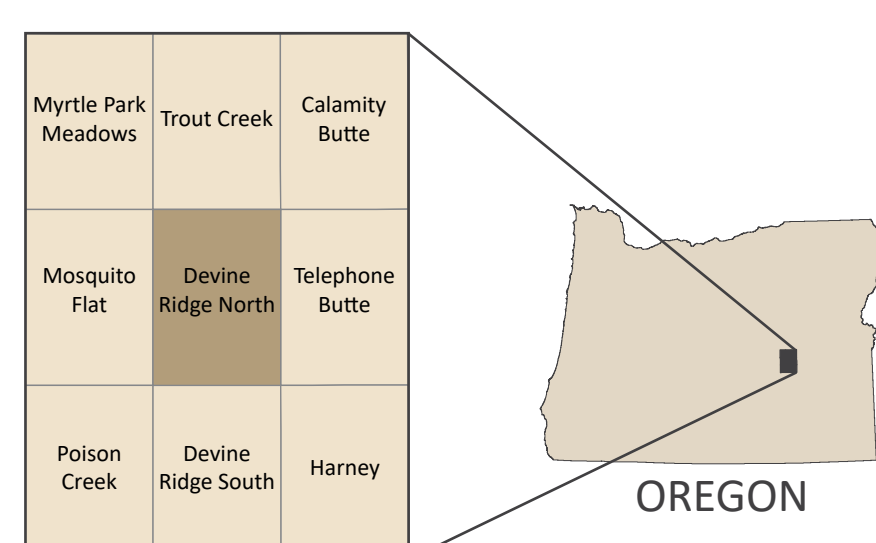 Myrtle Park
Meadows
Trout Creek
Calamity
Butte
Mosquito
Flat
Devine
Ridge North
Telephone
Butte
Poison
Creek
Devine
Ridge South
Harney
OREGON